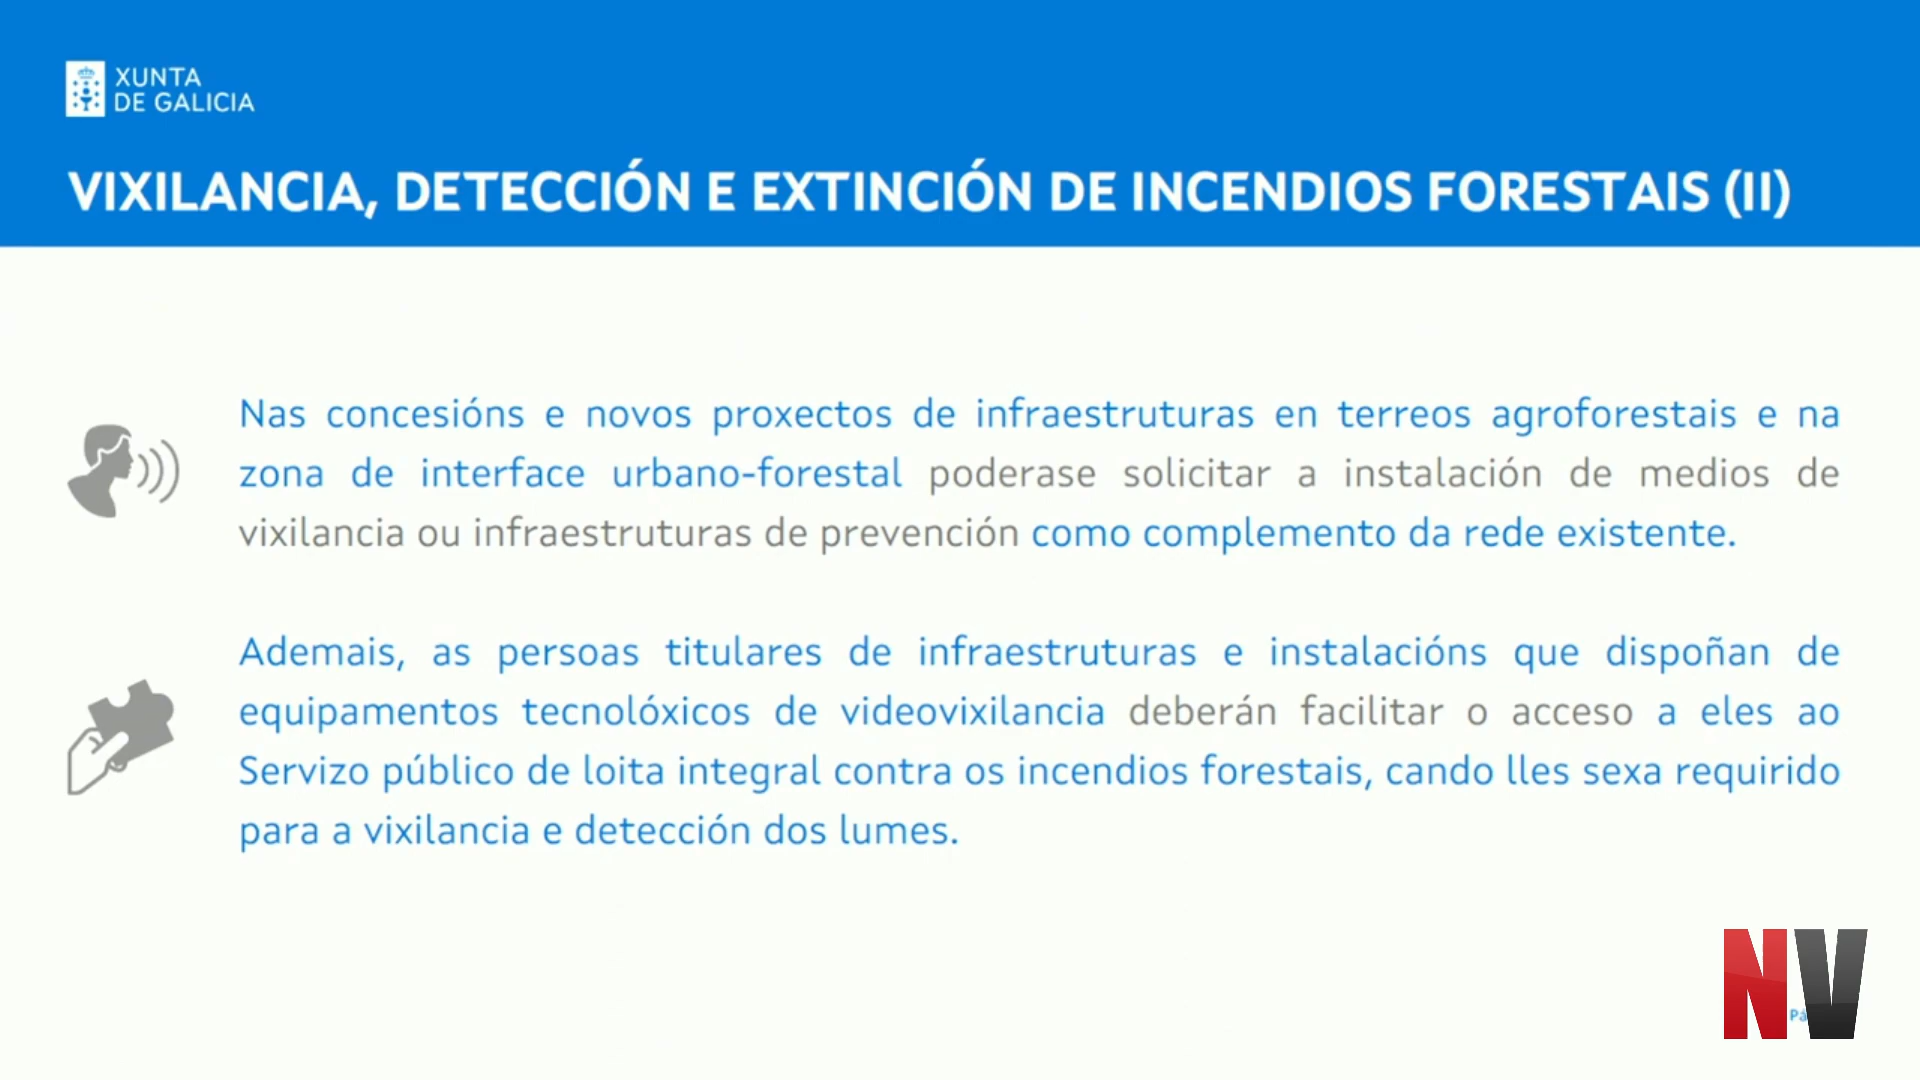 XUNTA
DE GALICIA
VIXILANCIA, DETECCIÓN E EXTINCIÓN DE INCENDIOS FORESTAIS (II)
Nas concesións e novos proxectos de infraestruturas en terreos agroforestais e na
zona de interface urbano-forestal poderase solicitar a instalación de medios de
vixilancia ou infraestruturas de prevención como complemento da rede existente.
Ademais, as persoas titulares de infraestruturas e instalacións que dispoñan de
equipamentos tecnolóxicos de videovixilancia deberán facilitar o acceso a eles ao
Servizo público de loita integral contra os incendios forestais, cando lles sexa requirido
para a vixilancia e detección dos lumes.
NV